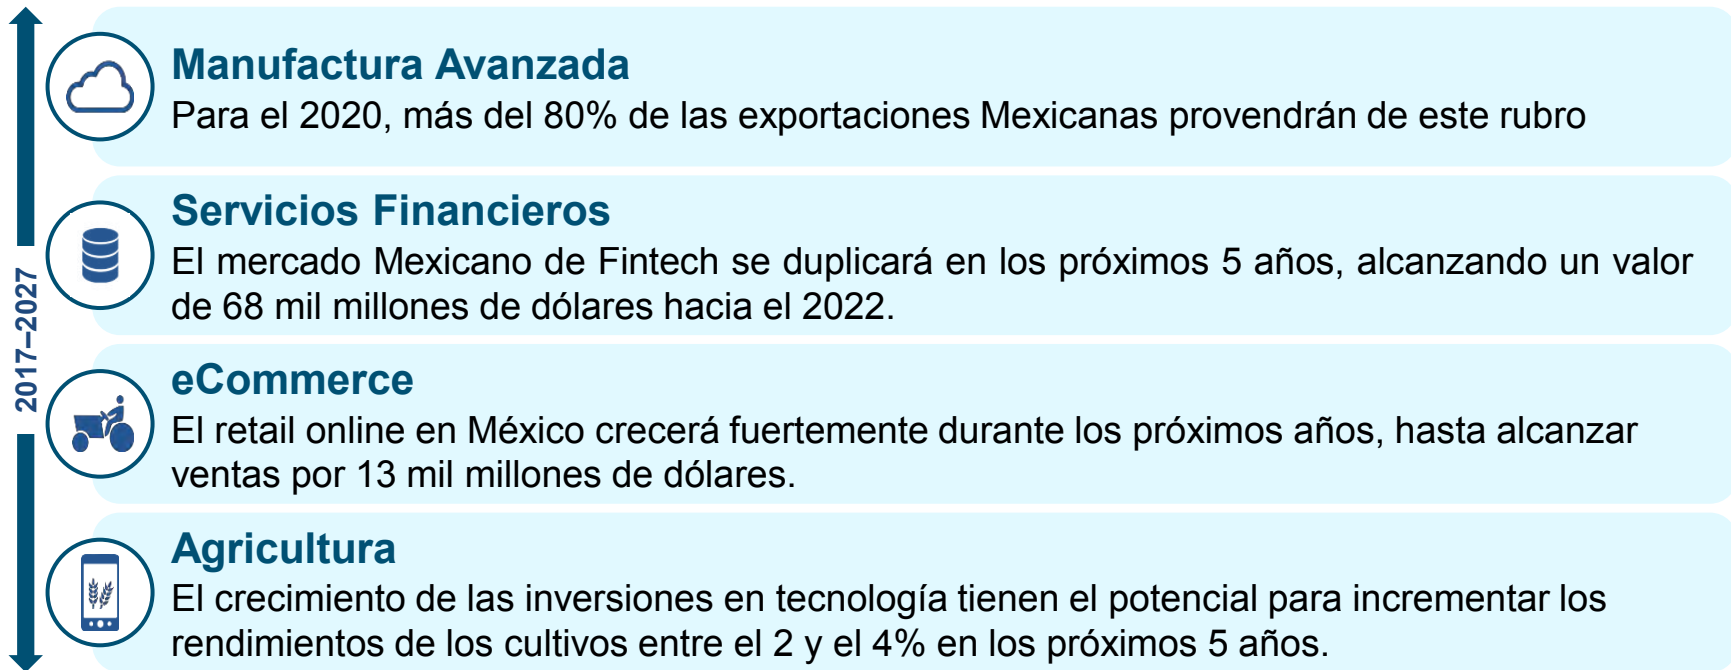 2017–2027
Manufactura Avanzada
Para el 2020, más del 80% de las exportaciones Mexicanas provendrán de este rubro
Servicios Financieros
El mercado Mexicano de Fintech se duplicará en los próximos 5 años, alcanzando un valor
de 68 mil millones de dólares hacia el 2022.
eCommerce
El retail online en México crecerá fuertemente durante los próximos años, hasta alcanzar
ventas por 13 mil millones de dólares.
Agricultura
El crecimiento de las inversiones en tecnología tienen el potencial para incrementar los
rendimientos de los cultivos entre el 2 y el 4% en los próximos 5 años.